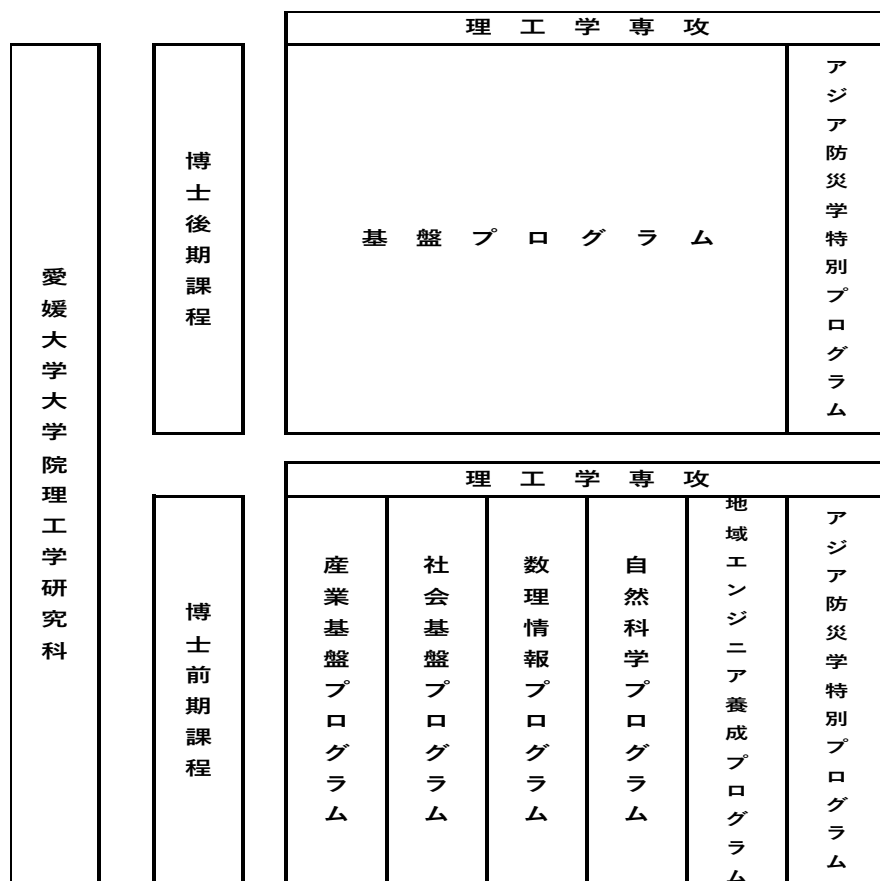 愛媛大学大学院理工学研究科
博士後期課程
理工学専攻
基盤プログラム
アジア防災学特別プログラム
博士前期課程
理工学専攻
産業基盤プログラム
社会基盤プログラム
数理情報プログラム
自然科学プログラム
地域エンジニア養成プログラム
アジア防災学特別プログラム